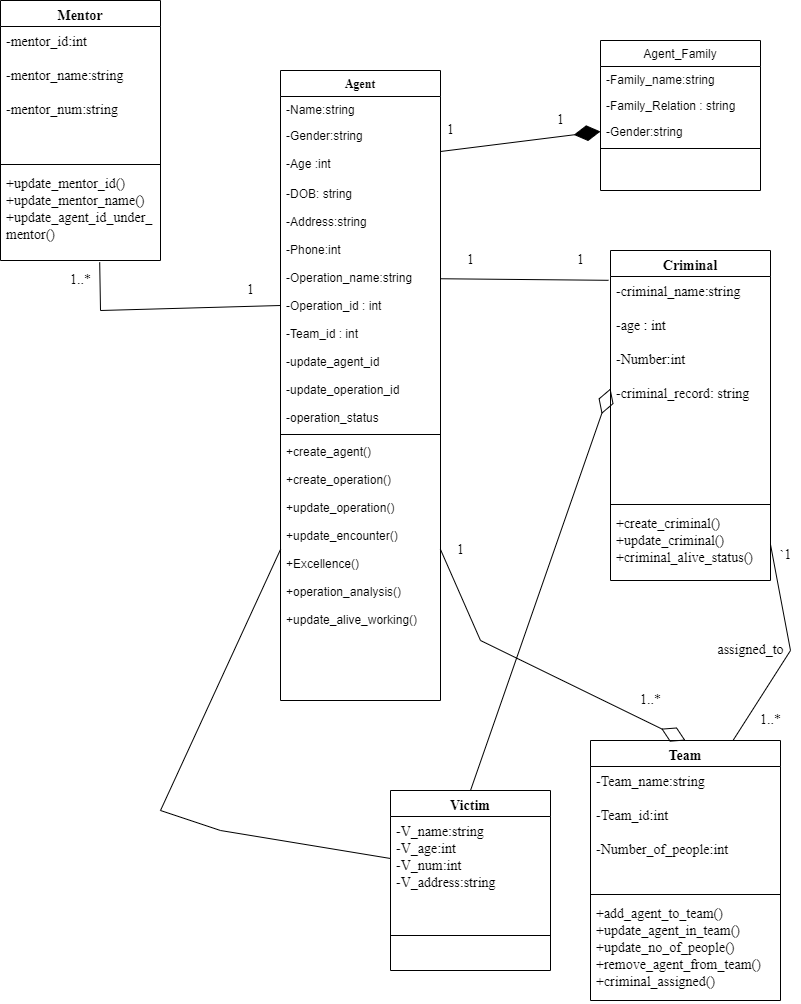 Mentor
-mentor_id:int
-mentor_name:string
-mentor_num:string
+update_mentor_id()
+update_mentor_name()
+update_agent_id_under_
mentor()
1..*
1
Agent
-Name:string
-Gender:string
-Age :int
-DOB: string
-Address:string
-Phone:int
-Operation_name:string
-Operation_id : int
-Team_id : int
-update_agent_id
-update_operation_id
-operation_status
+create_agent()
+create_operation()
+update_operation()
+update_encounter()
+Excellence()
+operation_analysis()
+update_alive_working()
1
1
Agent_Family
-Family_name:string
-Family_Relation : string
-Gender:string
1
1
Criminal
-criminal_name:string
-age : int
-Number:int
-criminal_record: string
+create_criminal()
+update_criminal()
+criminal_alive_status()
1
`1
assigned_to
1..*
1..*
Team
-Team_name:string
-Team_id:int
-Number_of_people:int
+add_agent_to_team()
+update_agent_in_team()
+update_no_of_people()
+remove_agent_from_team()
+criminal_assigned()
Victim
-V_name:string
-V_age:int
-V_num:int
-V_address:string